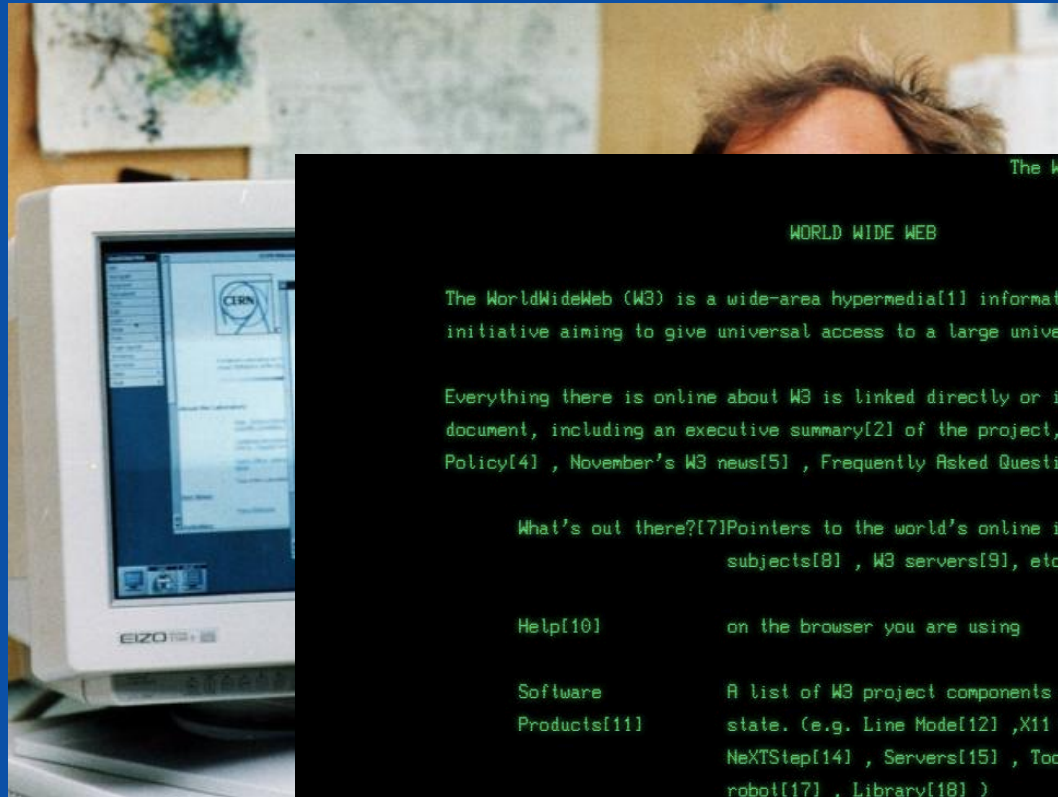 CERN
EIZO
The W
WORLD WIDE WEB
The WorldWideWeb (W3) is a wide-area hypermedia[1] informat
initiative aiming to give universal access to a large unive
Everything there is online about W3 is linked directly or i
document, including an executive summary[2] of the project,
Policy[4] , November's W3 news[5] , Frequently Asked Questi
What's out there?[7]Pointers to the world's online i
subjects[8] , W3 servers[9], etc
Help[10] on the browser you are using
Software A list of W3 project components
Products[11] state. (e.g. Line Mode[12] ,X11
NeXTStep[14] , Servers[15] , Too
robot[17] , Library[18] )